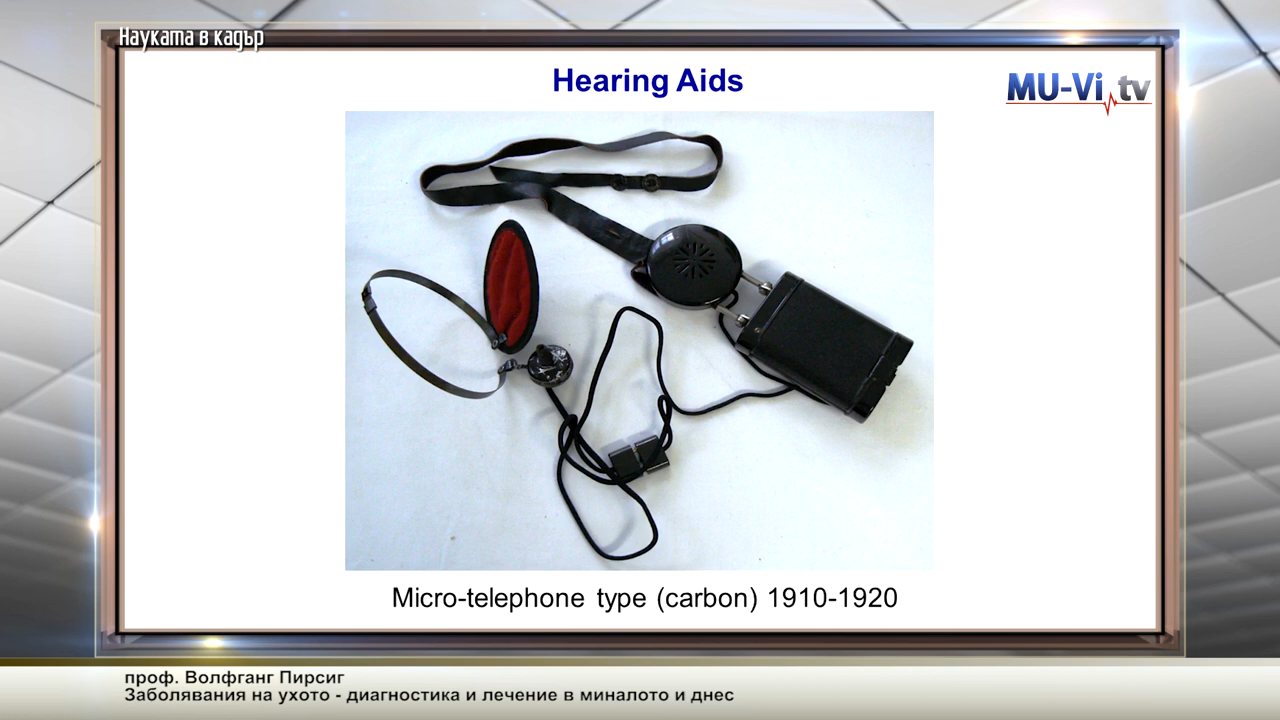 Науката в кадър
Hearing Aids
MU-Vi.tv
Micro-telephone type (carbon) 1910-1920
проф. Волфганг Пирсиг
Заболявания на ухото - диагностика и лечение в миналото и днес